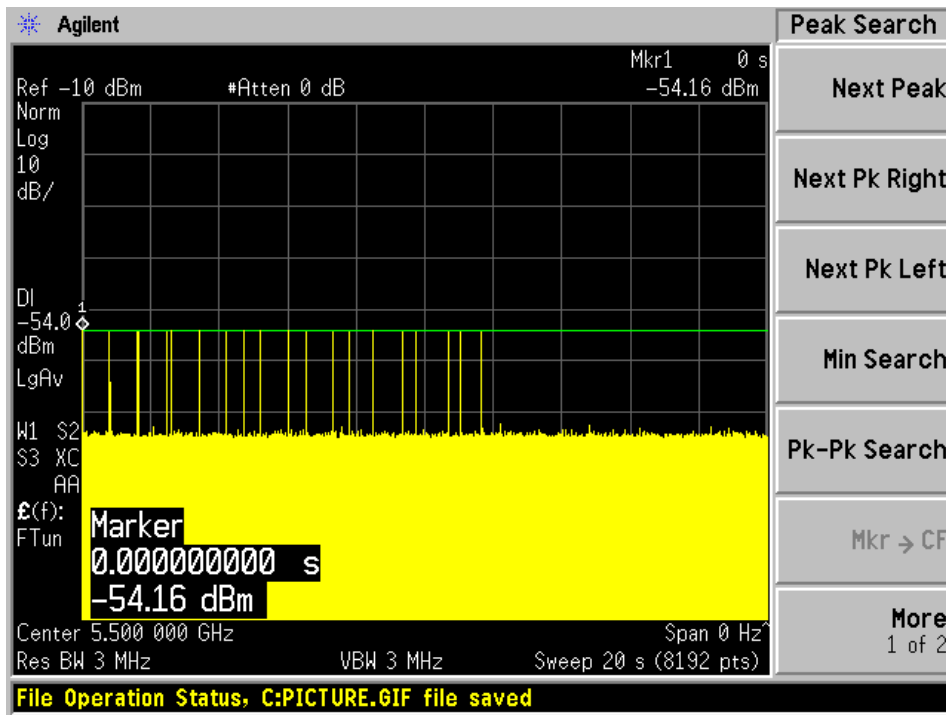 Agilent
Peak Search
Mkr1 0 s
Ref -10 dBm #Atten 0 dB -54.16 dBm
Norm
Log
10
dB/
DI
-54.0
dBm
LgAv
1
W1 S2
S3 XC
AA
£(f):
FTun
Marker
0.000000000 s
-54.16 dBm
Center 5.500 000 GHz Span 0 Hz^
Res BW 3 MHz VBW 3 MHz Sweep 20 s (8192 pts)
File Operation Status, C:PICTURE.GIF file saved
Next Peak
Next Pk Right
Next Pk Left
Min Search
Pk-Pk Search
Mkr → CF
More
1 of 2